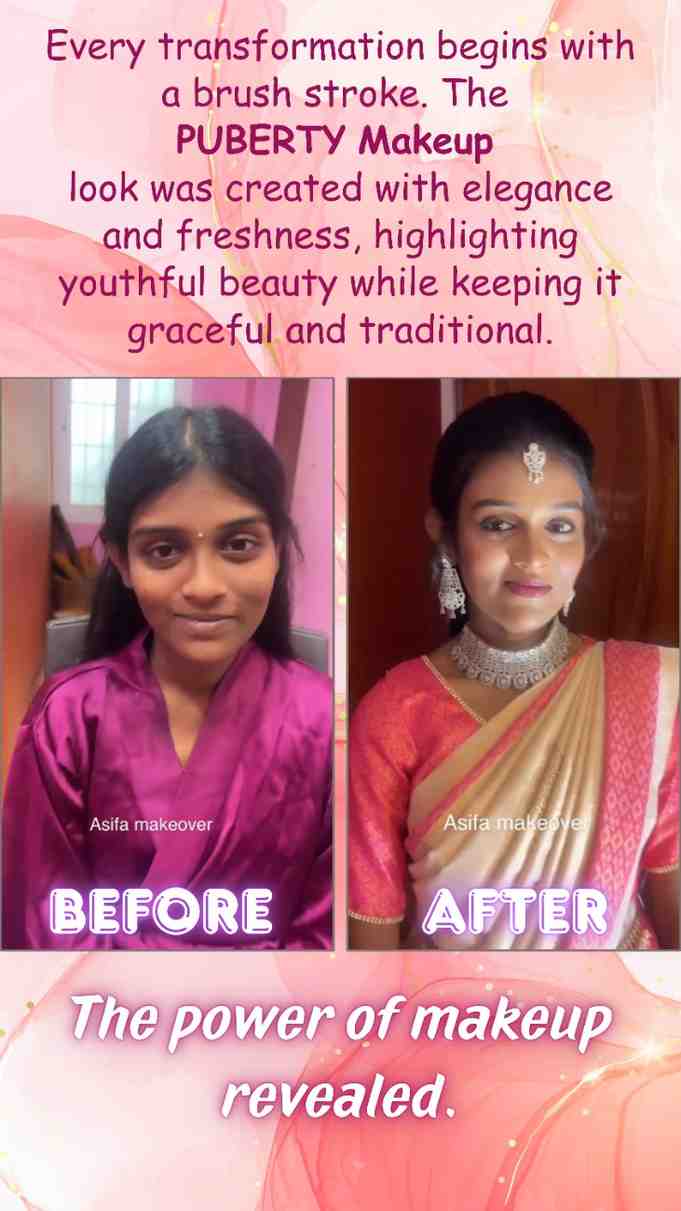 Every transformation begins with
a brush stroke. The
PUBERTY Makeup
look was created with elegance
and freshness, highlighting
youthful beauty while keeping it
graceful and traditional.
Asifa makeover
Asifa makeover
BEFORE
AFTER
The power of makeup
revealed.